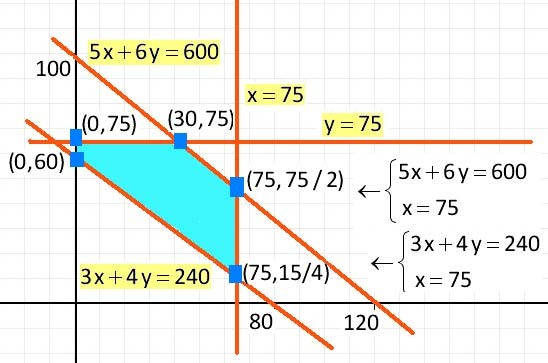 5x+6y=600
100
x=75
(0,75)
(30,75)
y=75
(0,60)
(75,75/2)
← { 5x+6y=600
x=75
← { 3x+4y=240
x=75
3x+4y=240
(75,15/4)
80
120